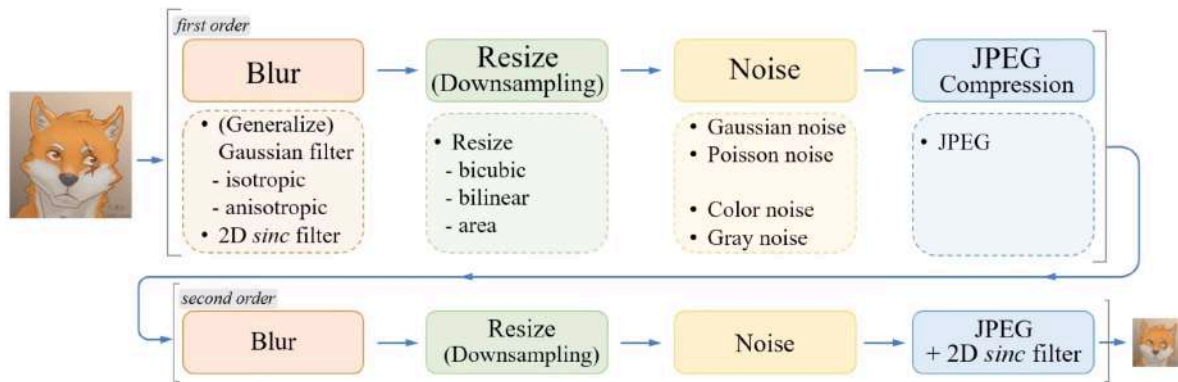 first order
Blur
Resize
(Downsampling)
Noise
JPEG
Compression
• (Generalize)
Gaussian filter
- isotropic
- anisotropic
• 2D sinc filter
• Resize
- bicubic
- bilinear
- area
• Gaussian noise
• Poisson noise
• Color noise
• Gray noise
• JPEG
second order
Blur
Resize
(Downsampling)
Noise
JPEG
+ 2D sinc filter